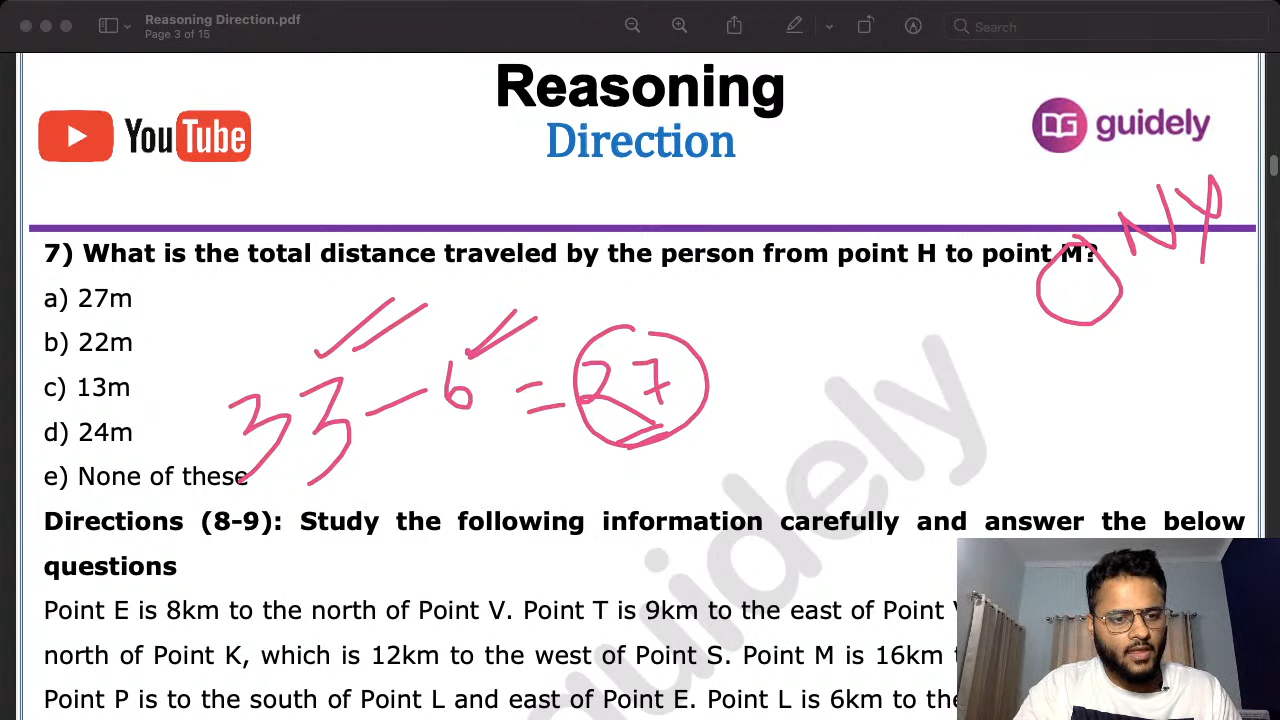 Reasoning Direction.pdf
Page 3 of 15
Search
Reasoning
YouTube
Direction
guidely
NY
7) What is the total distance traveled by the person from point H to point M?
a) 27m
b) 22m
c) 13m
33 - 6 = 27
d) 24m
e) None of these
Directions (8-9): Study the following information carefully and answer the below
questions
Point E is 8km to the north of Point V. Point T is 9km to the east of Point
north of Point K, which is 12km to the west of Point S. Point M is 16km
Point P is to the south of Point L and east of Point E. Point L is 6km to the
guidely